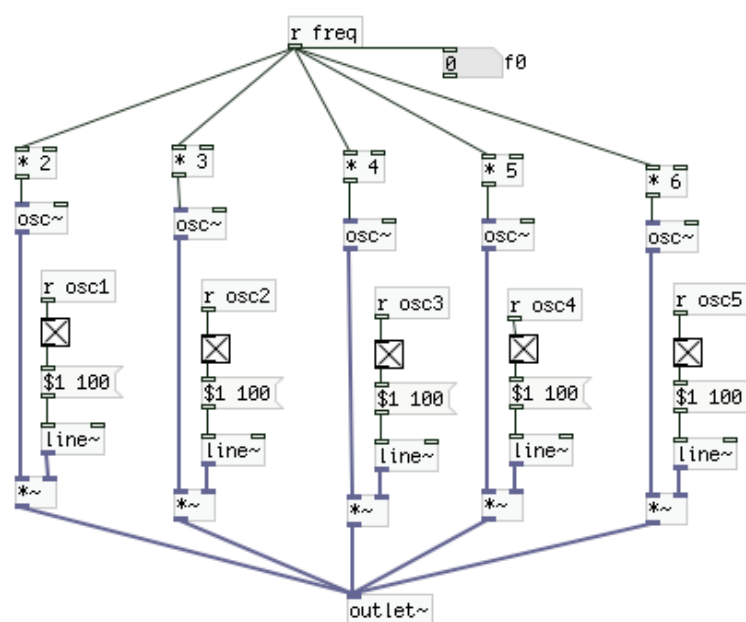 r freq
0 f0
* 2
* 3
* 4
* 5
* 6
osc~
osc~
osc~
osc~
osc~
r osc1
r osc2
r osc3
r osc4
r osc5
$1 100
$1 100
$1 100
$1 100
$1 100
line~
line~
line~
line~
line~
*~
*~
*~
*~
*~
outlet~